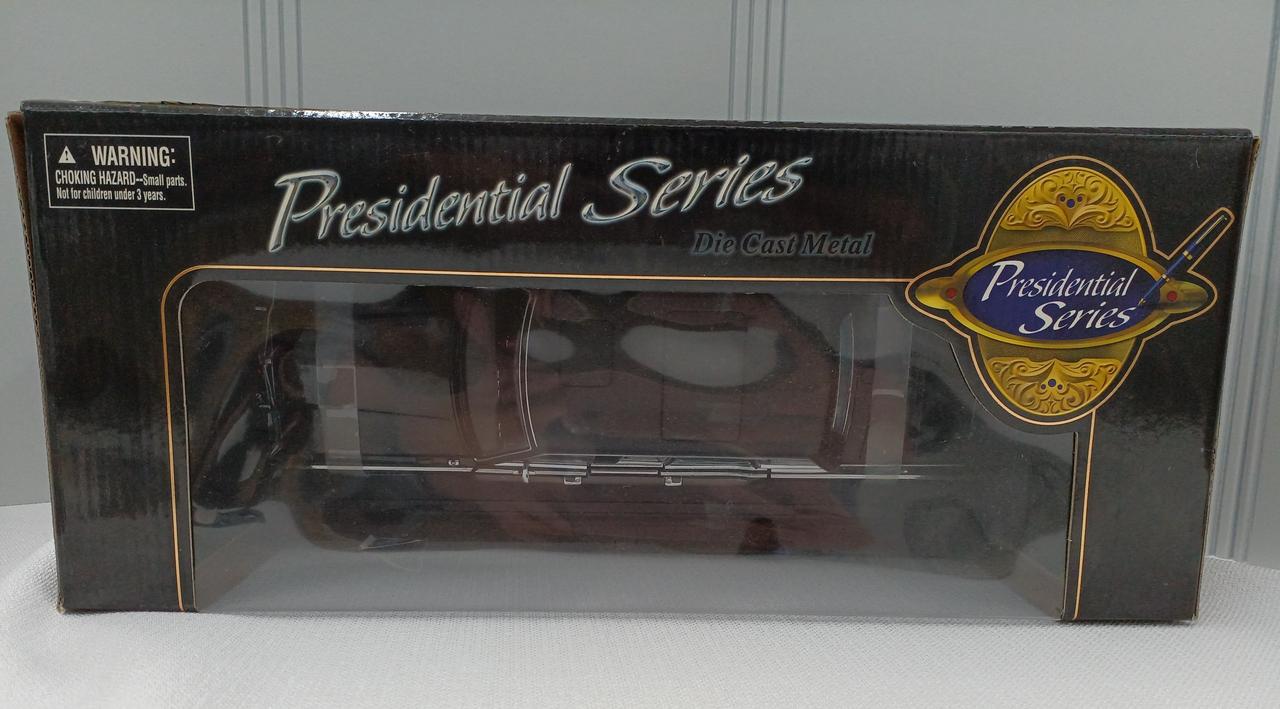 WARNING:
CHOKING HAZARD--Small parts.
Not for children under 3 years.
Presidential Series
Die Cast Metal
Presidential
Series